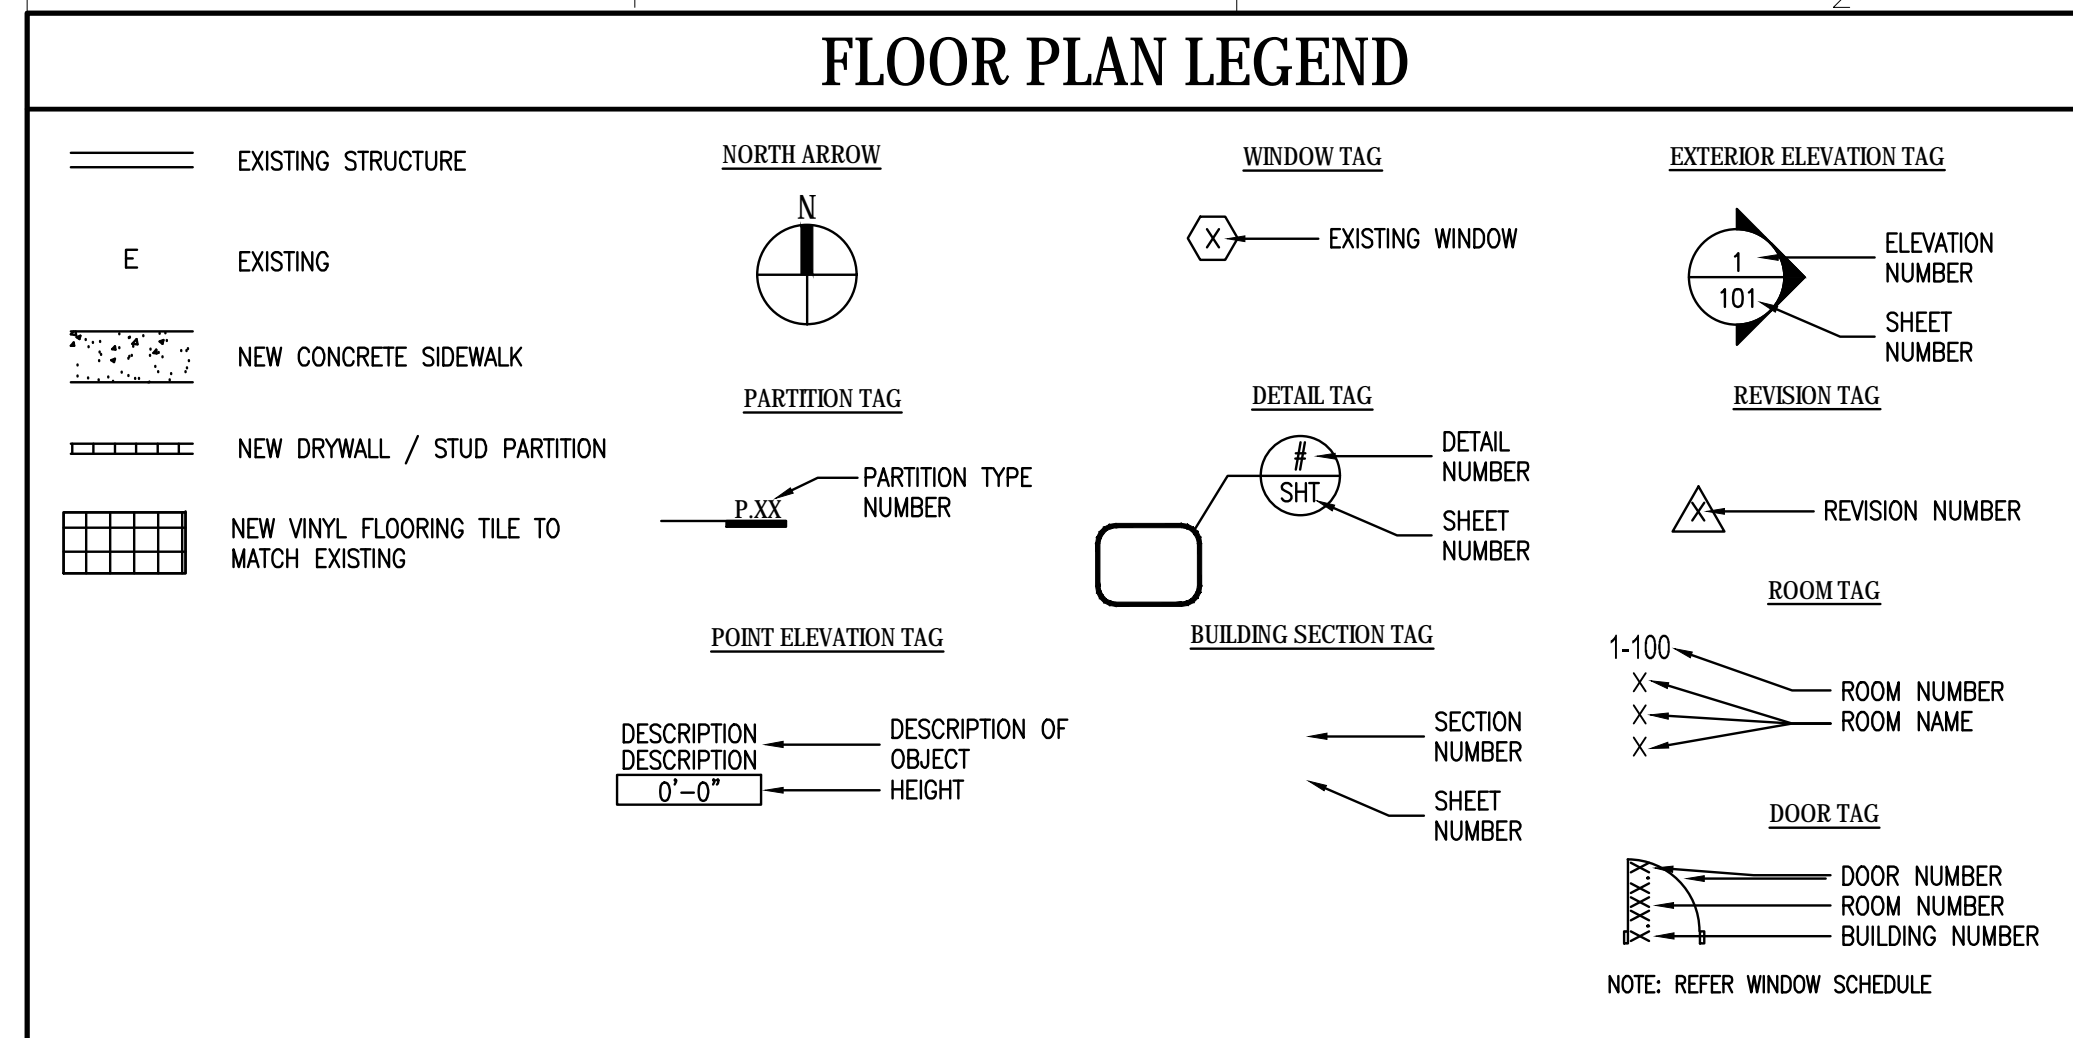 FLOOR PLAN LEGEND
EXISTING STRUCTURE
E EXISTING
NEW CONCRETE SIDEWALK
NEW DRYWALL / STUD PARTITION
NEW VINYL FLOORING TILE TO
MATCH EXISTING
NORTH ARROW
N
PARTITION TAG
P.XX
PARTITION TYPE
NUMBER
POINT ELEVATION TAG
DESCRIPTION
DESCRIPTION
0'-0"
DESCRIPTION OF
OBJECT
HEIGHT
WINDOW TAG
X
EXISTING WINDOW
DETAIL TAG
#
SHT
DETAIL
NUMBER
SHEET
NUMBER
BUILDING SECTION TAG
SECTION
NUMBER
SHEET
NUMBER
EXTERIOR ELEVATION TAG
1
101
ELEVATION
NUMBER
SHEET
NUMBER
REVISION TAG
X
REVISION NUMBER
ROOM TAG
1-100
X
X
X
ROOM NUMBER
ROOM NAME
DOOR TAG
X.XXX.X
DOOR NUMBER
ROOM NUMBER
BUILDING NUMBER
NOTE: REFER WINDOW SCHEDULE